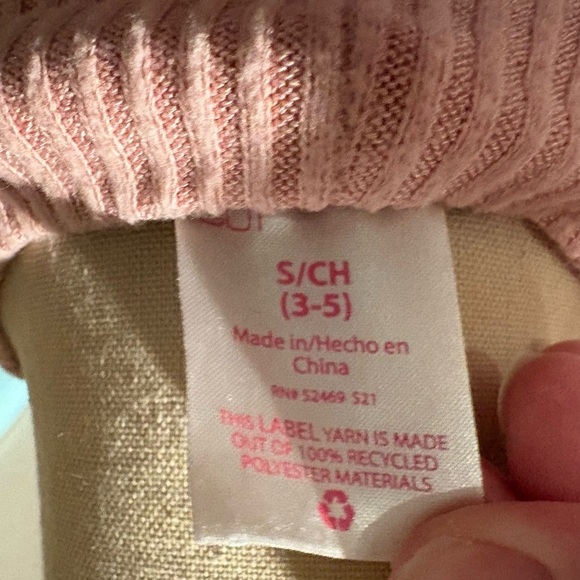 S/CH
(3-5)
Made in/Hecho en
China
RN# 52469 S21
THIS LABEL YARN IS MADE
OUT OF 100% RECYCLED
POLYESTER MATERIALS